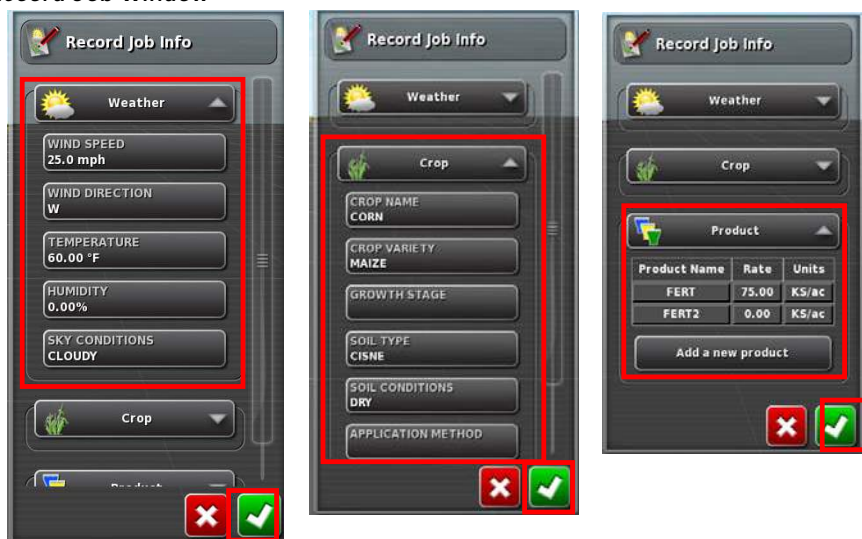 Record Job Info
Weather
WIND SPEED
25.0 mph
WIND DIRECTION
W
TEMPERATURE
60.00 °F
HUMIDITY
0.00%
SKY CONDITIONS
CLOUDY
Crop
Record Job Info
Weather
Crop
CROP NAME
CORN
CROP VARIETY
MAIZE
GROWTH STAGE
SOIL TYPE
CISNE
SOIL CONDITIONS
DRY
APPLICATION METHOD
Record Job Info
Weather
Crop
Product
Product Name Rate Units
FERT 75.00 KS/ac
FERT2 0.00 KS/ac
Add a new product